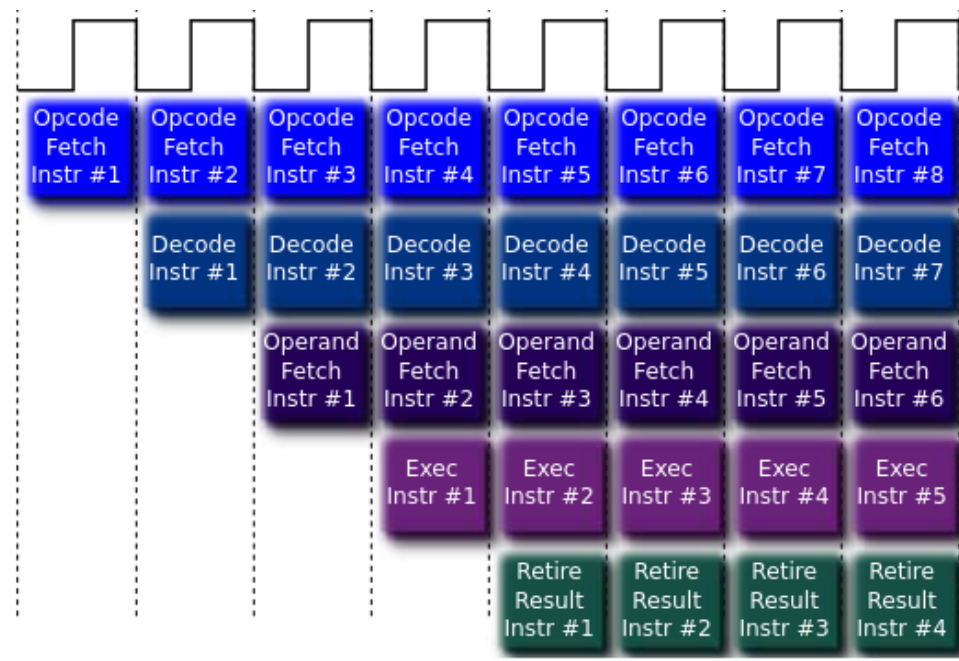 Opcode
Fetch
Instr #1
Opcode
Fetch
Instr #2
Opcode
Fetch
Instr #3
Opcode
Fetch
Instr #4
Opcode
Fetch
Instr #5
Opcode
Fetch
Instr #6
Opcode
Fetch
Instr #7
Opcode
Fetch
Instr #8
Decode
Instr #1
Decode
Instr #2
Decode
Instr #3
Decode
Instr #4
Decode
Instr #5
Decode
Instr #6
Decode
Instr #7
Operand
Fetch
Instr #1
Operand
Fetch
Instr #2
Operand
Fetch
Instr #3
Operand
Fetch
Instr #4
Operand
Fetch
Instr #5
Operand
Fetch
Instr #6
Exec
Instr #1
Exec
Instr #2
Exec
Instr #3
Exec
Instr #4
Exec
Instr #5
Retire
Result
Instr #1
Retire
Result
Instr #2
Retire
Result
Instr #3
Retire
Result
Instr #4